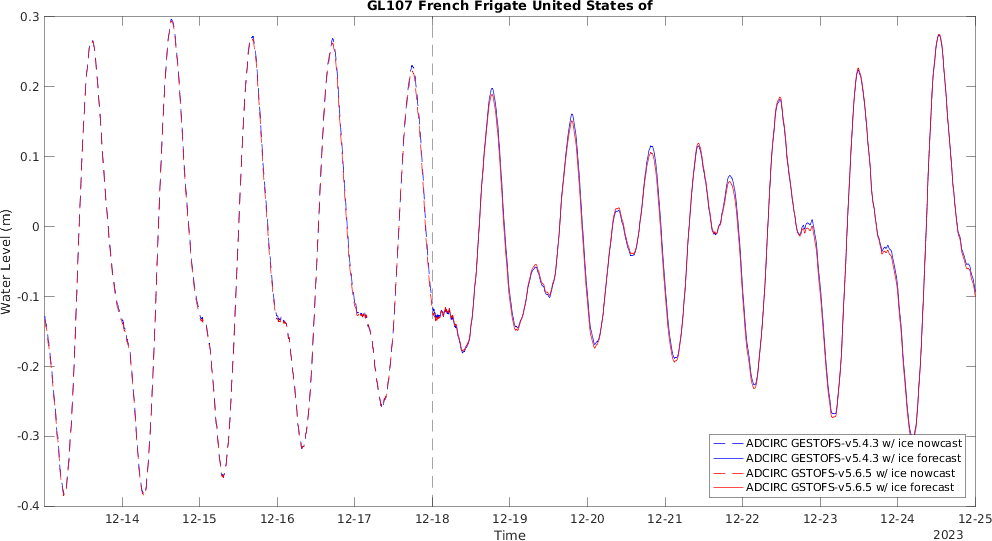 GL107 French Frigate United States of
0.3
0.2
0.1
0
-0.1
-0.2
-0.3
-0.4
Water Level (m)
ADCIRC GESTOFS-v5.4.3 w/ ice nowcast
ADCIRC GESTOFS-v5.4.3 w/ ice forecast
ADCIRC GSTOFS-v5.6.5 w/ ice nowcast
ADCIRC GSTOFS-v5.6.5 w/ ice forecast
12-14 12-15 12-16 12-17 12-18 12-19 12-20 12-21 12-22 12-23 12-24 12-25
Time
2023